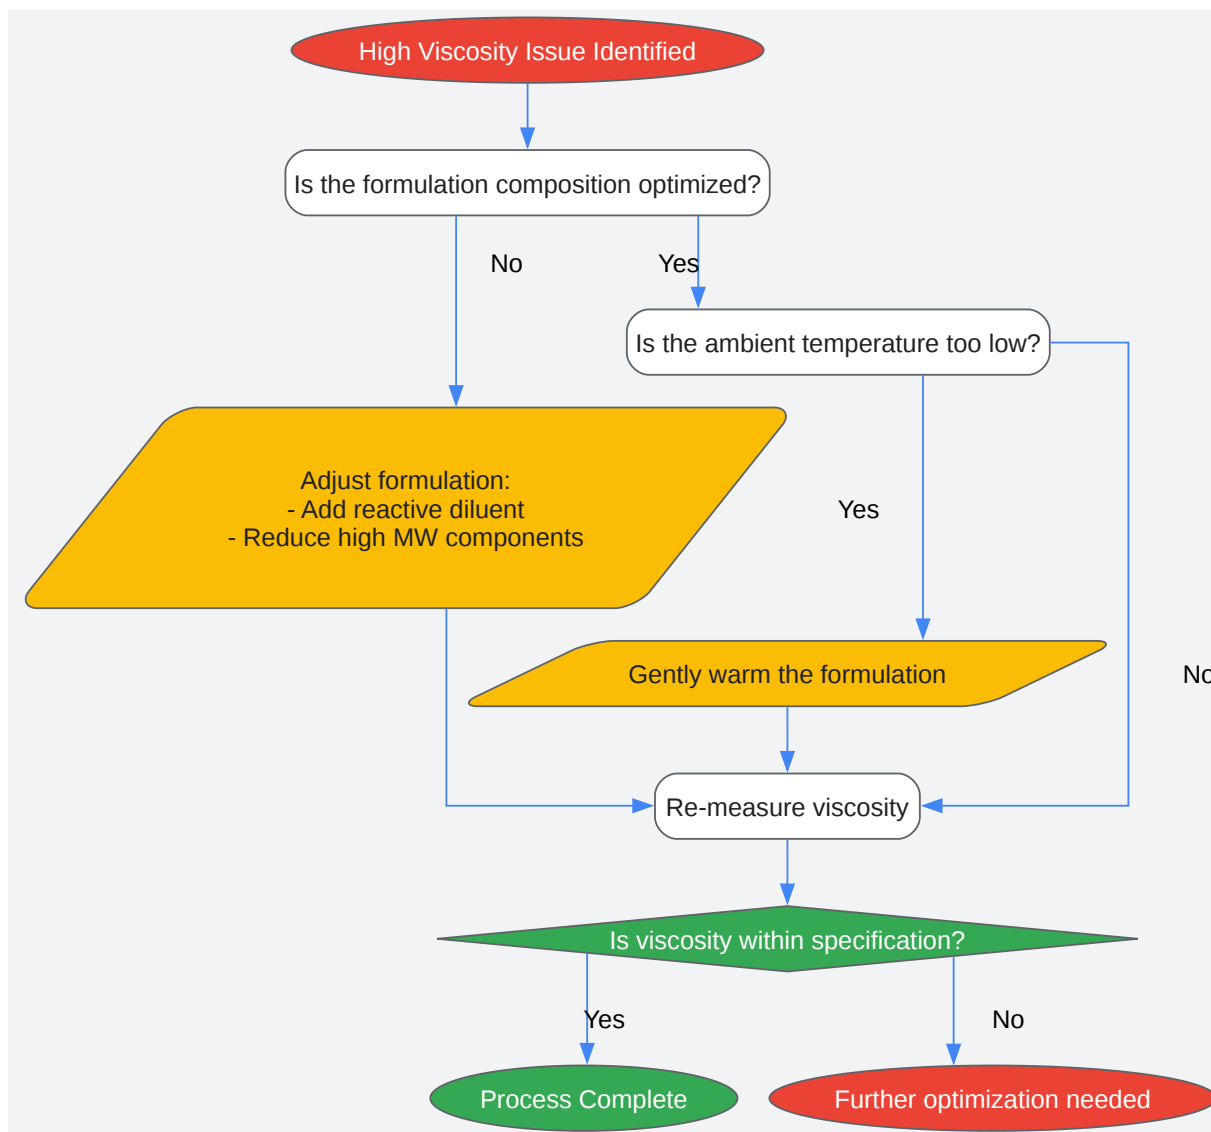 High Viscosity Issue Identified
Is the formulation composition optimized?
No
Yes
Is the ambient temperature too low?
Adjust formulation:
- Add reactive diluent
- Reduce high MW components
Yes
Gently warm the formulation
No
Re-measure viscosity
Is viscosity within specification?
Yes
No
Process Complete
Further optimization needed